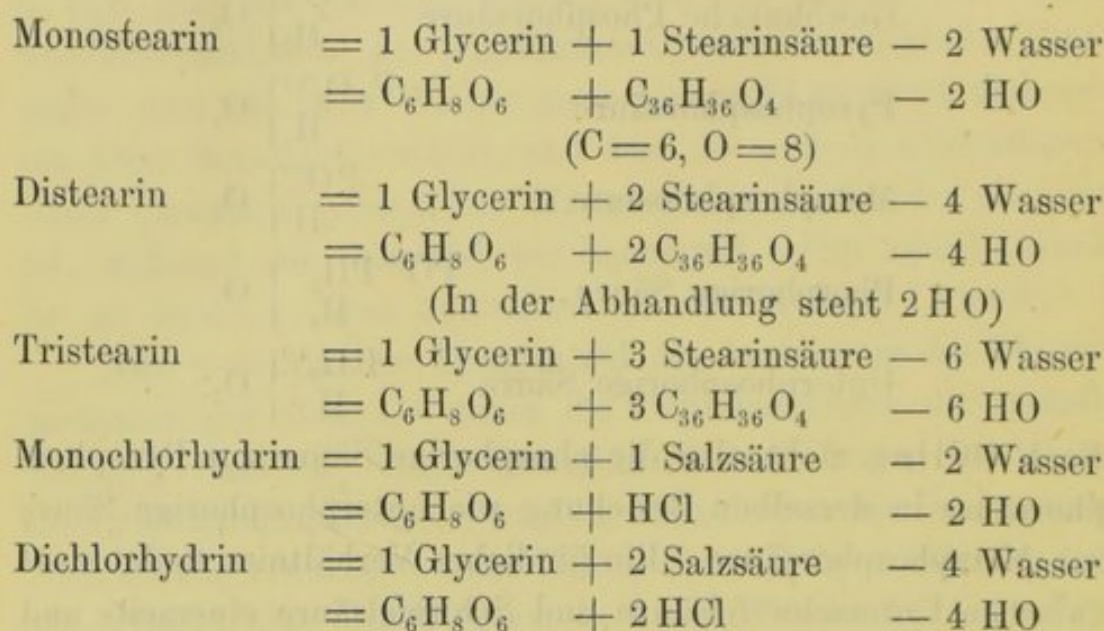 Monostearin = 1 Glycerin + 1 Stearinsäure — 2 Wasser
= C₆H₈O₆ + C₃₆H₃₆O₄ — 2 HO
(C = 6, O = 8)
Distearin = 1 Glycerin + 2 Stearinsäure — 4 Wasser
= C₆H₈O₆ + 2 C₃₆H₃₆O₄ — 4 HO
(In der Abhandlung steht 2 HO)
Tristearin = 1 Glycerin + 3 Stearinsäure — 6 Wasser
= C₆H₈O₆ + 3 C₃₆H₃₆O₄ — 6 HO
Monochlorhydrin = 1 Glycerin + 1 Salzsäure — 2 Wasser
= C₆H₈O₆ + HCl — 2 HO
Dichlorhydrin = 1 Glycerin + 2 Salzsäure — 4 Wasser
= C₆H₈O₆ + 2 HCl — 4 HO